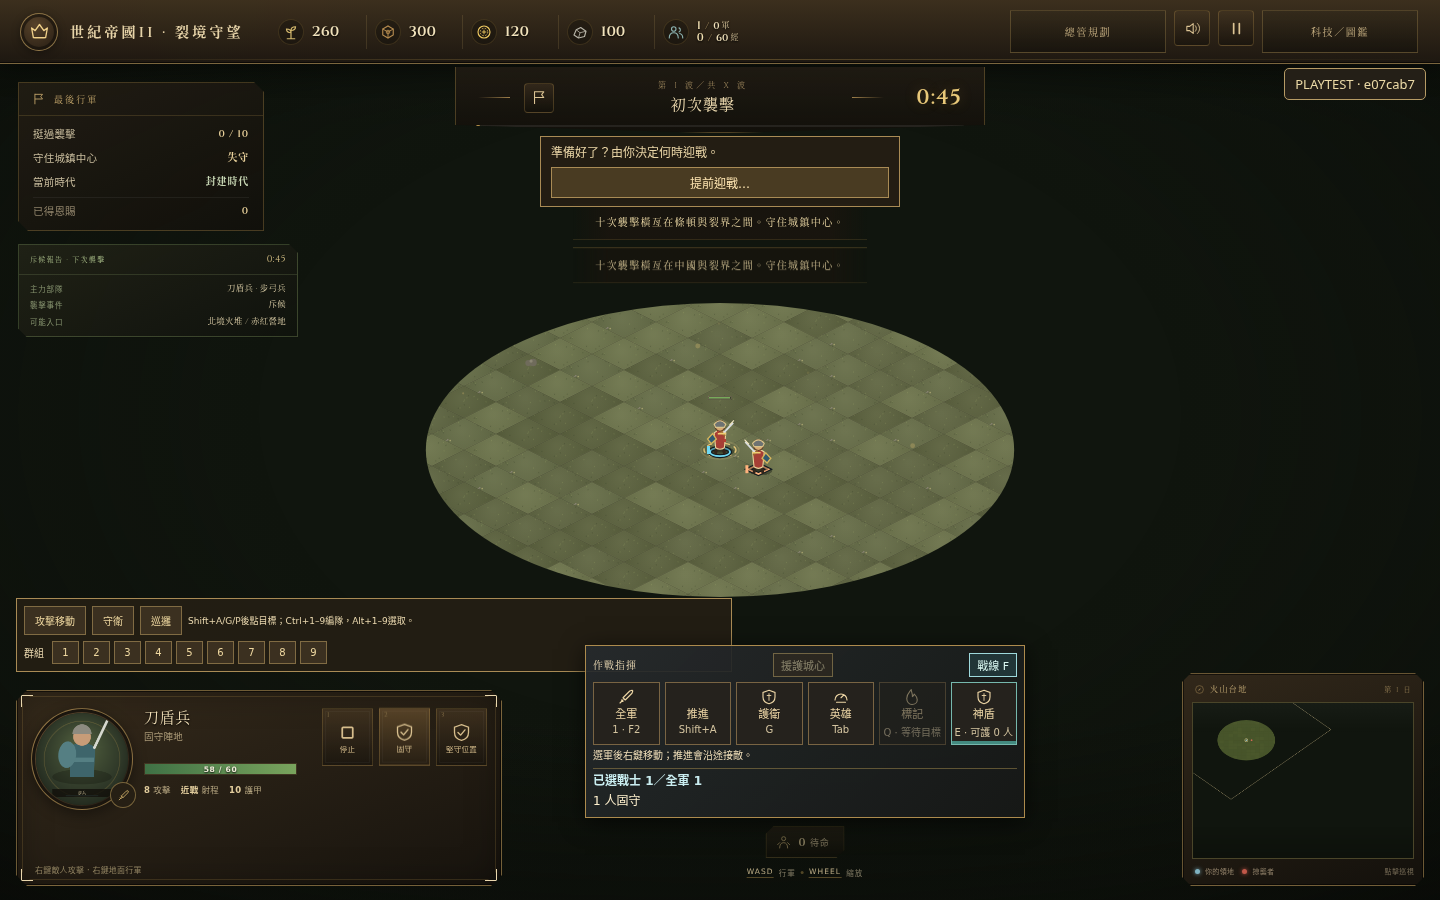 世紀帝國II · 裂境守望
260
300
120
100
1 / 0 軍
0 / 60 經
總管規劃
科技／圖鑑
PLAYTEST · e07cab7
最後行軍
挺過襲擊 0 / 10
守住城鎮中心 失守
當前時代 封建時代
已得恩賜 0
第 I 波／共 X 波
初次襲擊
0:45
準備好了？由你決定何時迎戰。
提前迎戰...
十次襲擊橫亙在條頓與裂界之間。守住城鎮中心。
十次襲擊橫亙在中國與裂界之間。守住城鎮中心。
斥候報告 · 下次襲擊 0:45
主力部隊 刀盾兵 · 步弓兵
襲擊事件 斥候
可能入口 北境火堆 / 赤紅營地
攻擊移動 守衛 巡邏 Shift+A/G/P後點目標；Ctrl+1–9編隊，Alt+1–9選取。
群組 1 2 3 4 5 6 7 8 9
刀盾兵
固守陣地
58 / 60
8 攻擊 近戰 射程 10 護甲
1 停止
2 固守
3 堅守位置
右鍵敵人攻擊 · 右鍵地面行軍
作戰指揮 援護城心 戰線 F
全軍 推進 護衛 英雄 標記 神盾
1 · F2 Shift+A G Tab Q · 等待目標 E · 可護 0 人
選軍後右鍵移動；推進會沿途接敵。
已選戰士 1／全軍 1
1 人固守
0 待命
WASD 行軍 • WHEEL 縮放
火山台地 第 1 日
你的領地 掠襲者 點擊巡視